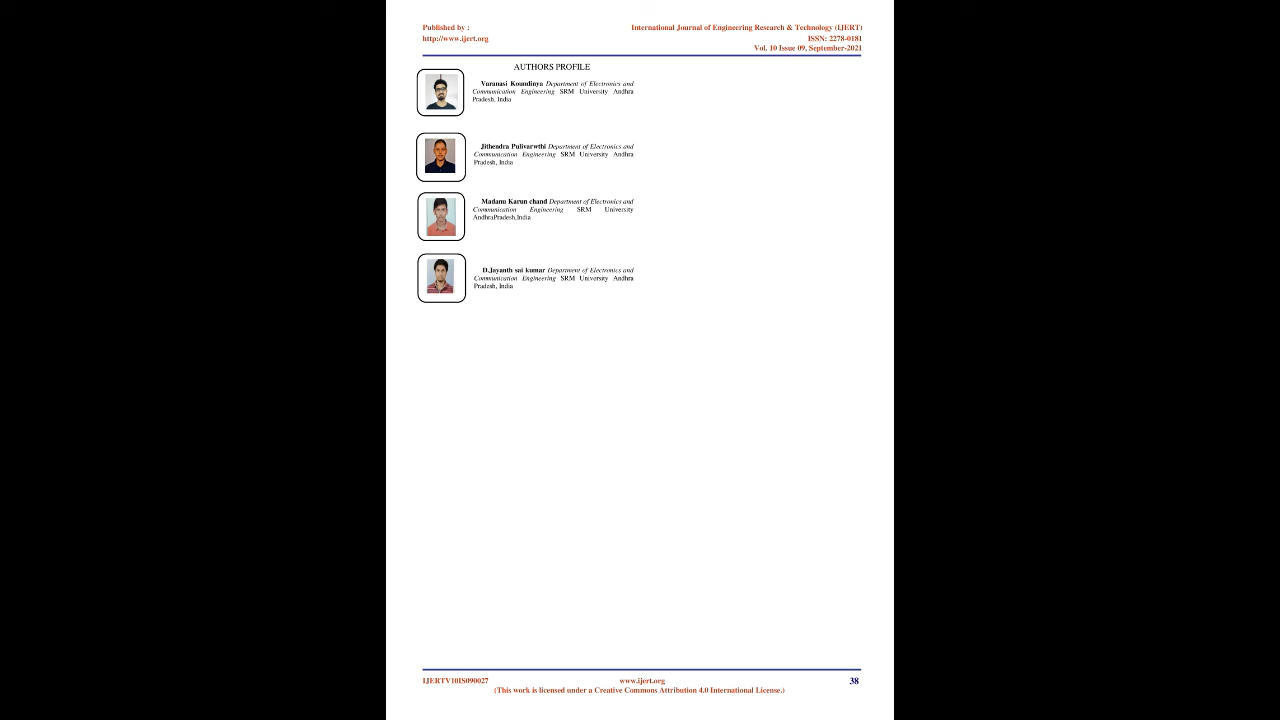 Published by :
International Journal of Engineering Research & Technology (IJERT)
http://www.ijert.org
ISSN: 2278-0181
Vol. 10 Issue 09, September-2021
AUTHORS PROFILE
Varanasi Koundinya Department of Electronics and
Communication Engineering SRM University Andhra
Pradesh, India
Jithendra Pulivarwthi Department of Electronics and
Communication Engineering SRM University Andhra
Pradesh, India
Madanu Karun chand Department of Electronics and
Communication Engineering SRM University
AndhraPradesh,India
D.Jayanth sai kumar Department of Electronics and
Communication Engineering SRM University Andhra
Pradesh, India
IJERTV10IS090027
www.ijert.org
38
(This work is licensed under a Creative Commons Attribution 4.0 International License.)